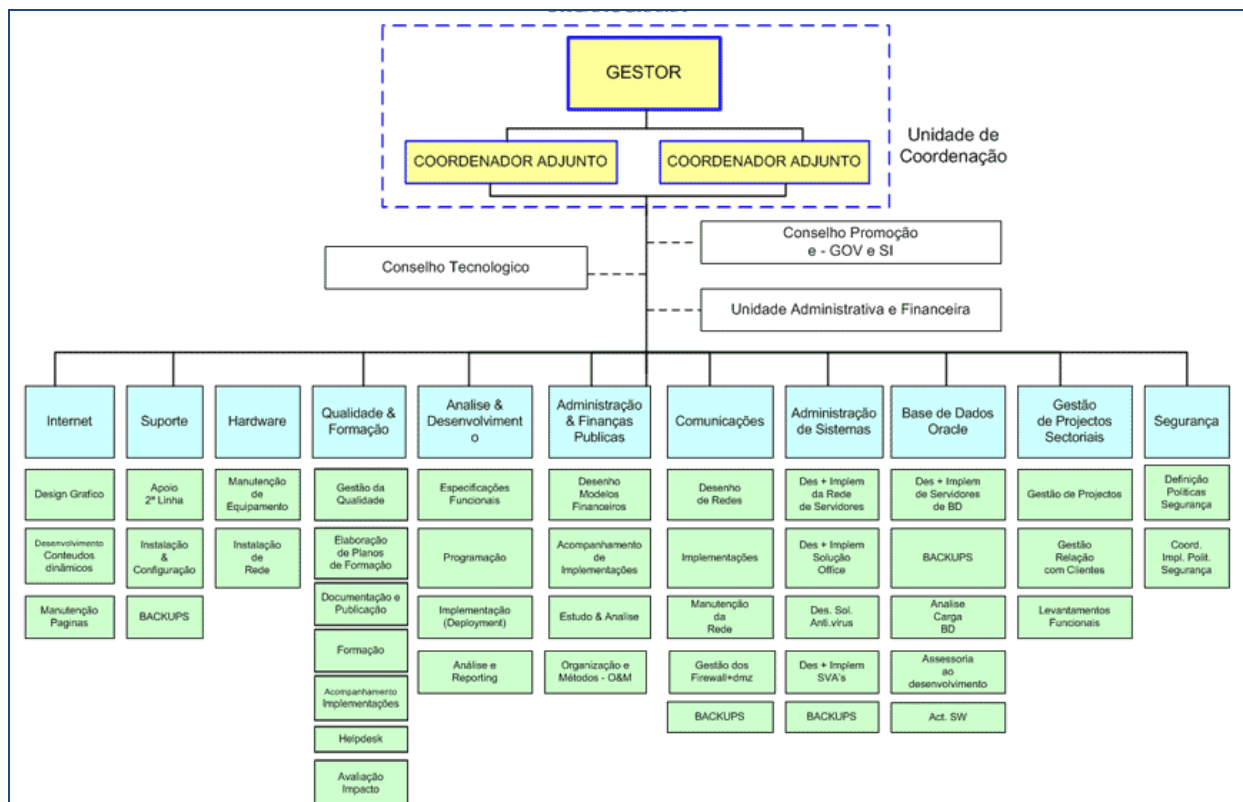 GESTOR
COORDENADOR ADJUNTO
COORDENADOR ADJUNTO
Unidade de
Coordenação
Conselho Promoção
e - GOV e SI
Conselho Tecnologico
Unidade Administrativa e Financeira
Internet
Suporte
Hardware
Qualidade &
Formação
Analise &
Desenvolviment
o
Administração
& Finanças
Publicas
Comunicações
Administração
de Sistemas
Base de Dados
Oracle
Gestão
de Projectos
Sectoriais
Segurança
Design Grafico
Desenvolvimento
Conteudos
dinâmicos
Manutenção
Paginas
Apoio
2ª Linha
Instalação
&
Configuração
BACKUPS
Manutenção
de
Equipamento
Instalação
de
Rede
Gestão da
Qualidade
Elaboração
de Planos
de Formação
Documentação e
Publicação
Formação
Acompanhamento
Implementações
Helpdesk
Avaliação
Impacto
Especificações
Funcionais
Programação
Implementação
(Deployment)
Análise e
Reporting
Desenho
Modelos
Financeiros
Acompanhamento
de
Implementações
Estudo & Analise
Organização e
Métodos - O&M
Desenho
de Redes
Implementações
Manutenção
da
Rede
Gestão dos
Firewall+dmz
BACKUPS
Des + Implem
da Rede
de Servidores
Des + Implem
Solução
Office
Des. Sol.
Anti.virus
Des + Implem
SVA's
BACKUPS
Des + Implem
de Servidores
de BD
BACKUPS
Analise
Carga
BD
Assessoria
ao
desenvolvimento
Act. SW
Gestão de Projectos
Gestão
Relação
com Clientes
Levantamentos
Funcionais
Definição
Politicas
Segurança
Coord.
Impl. Polit.
Segurança